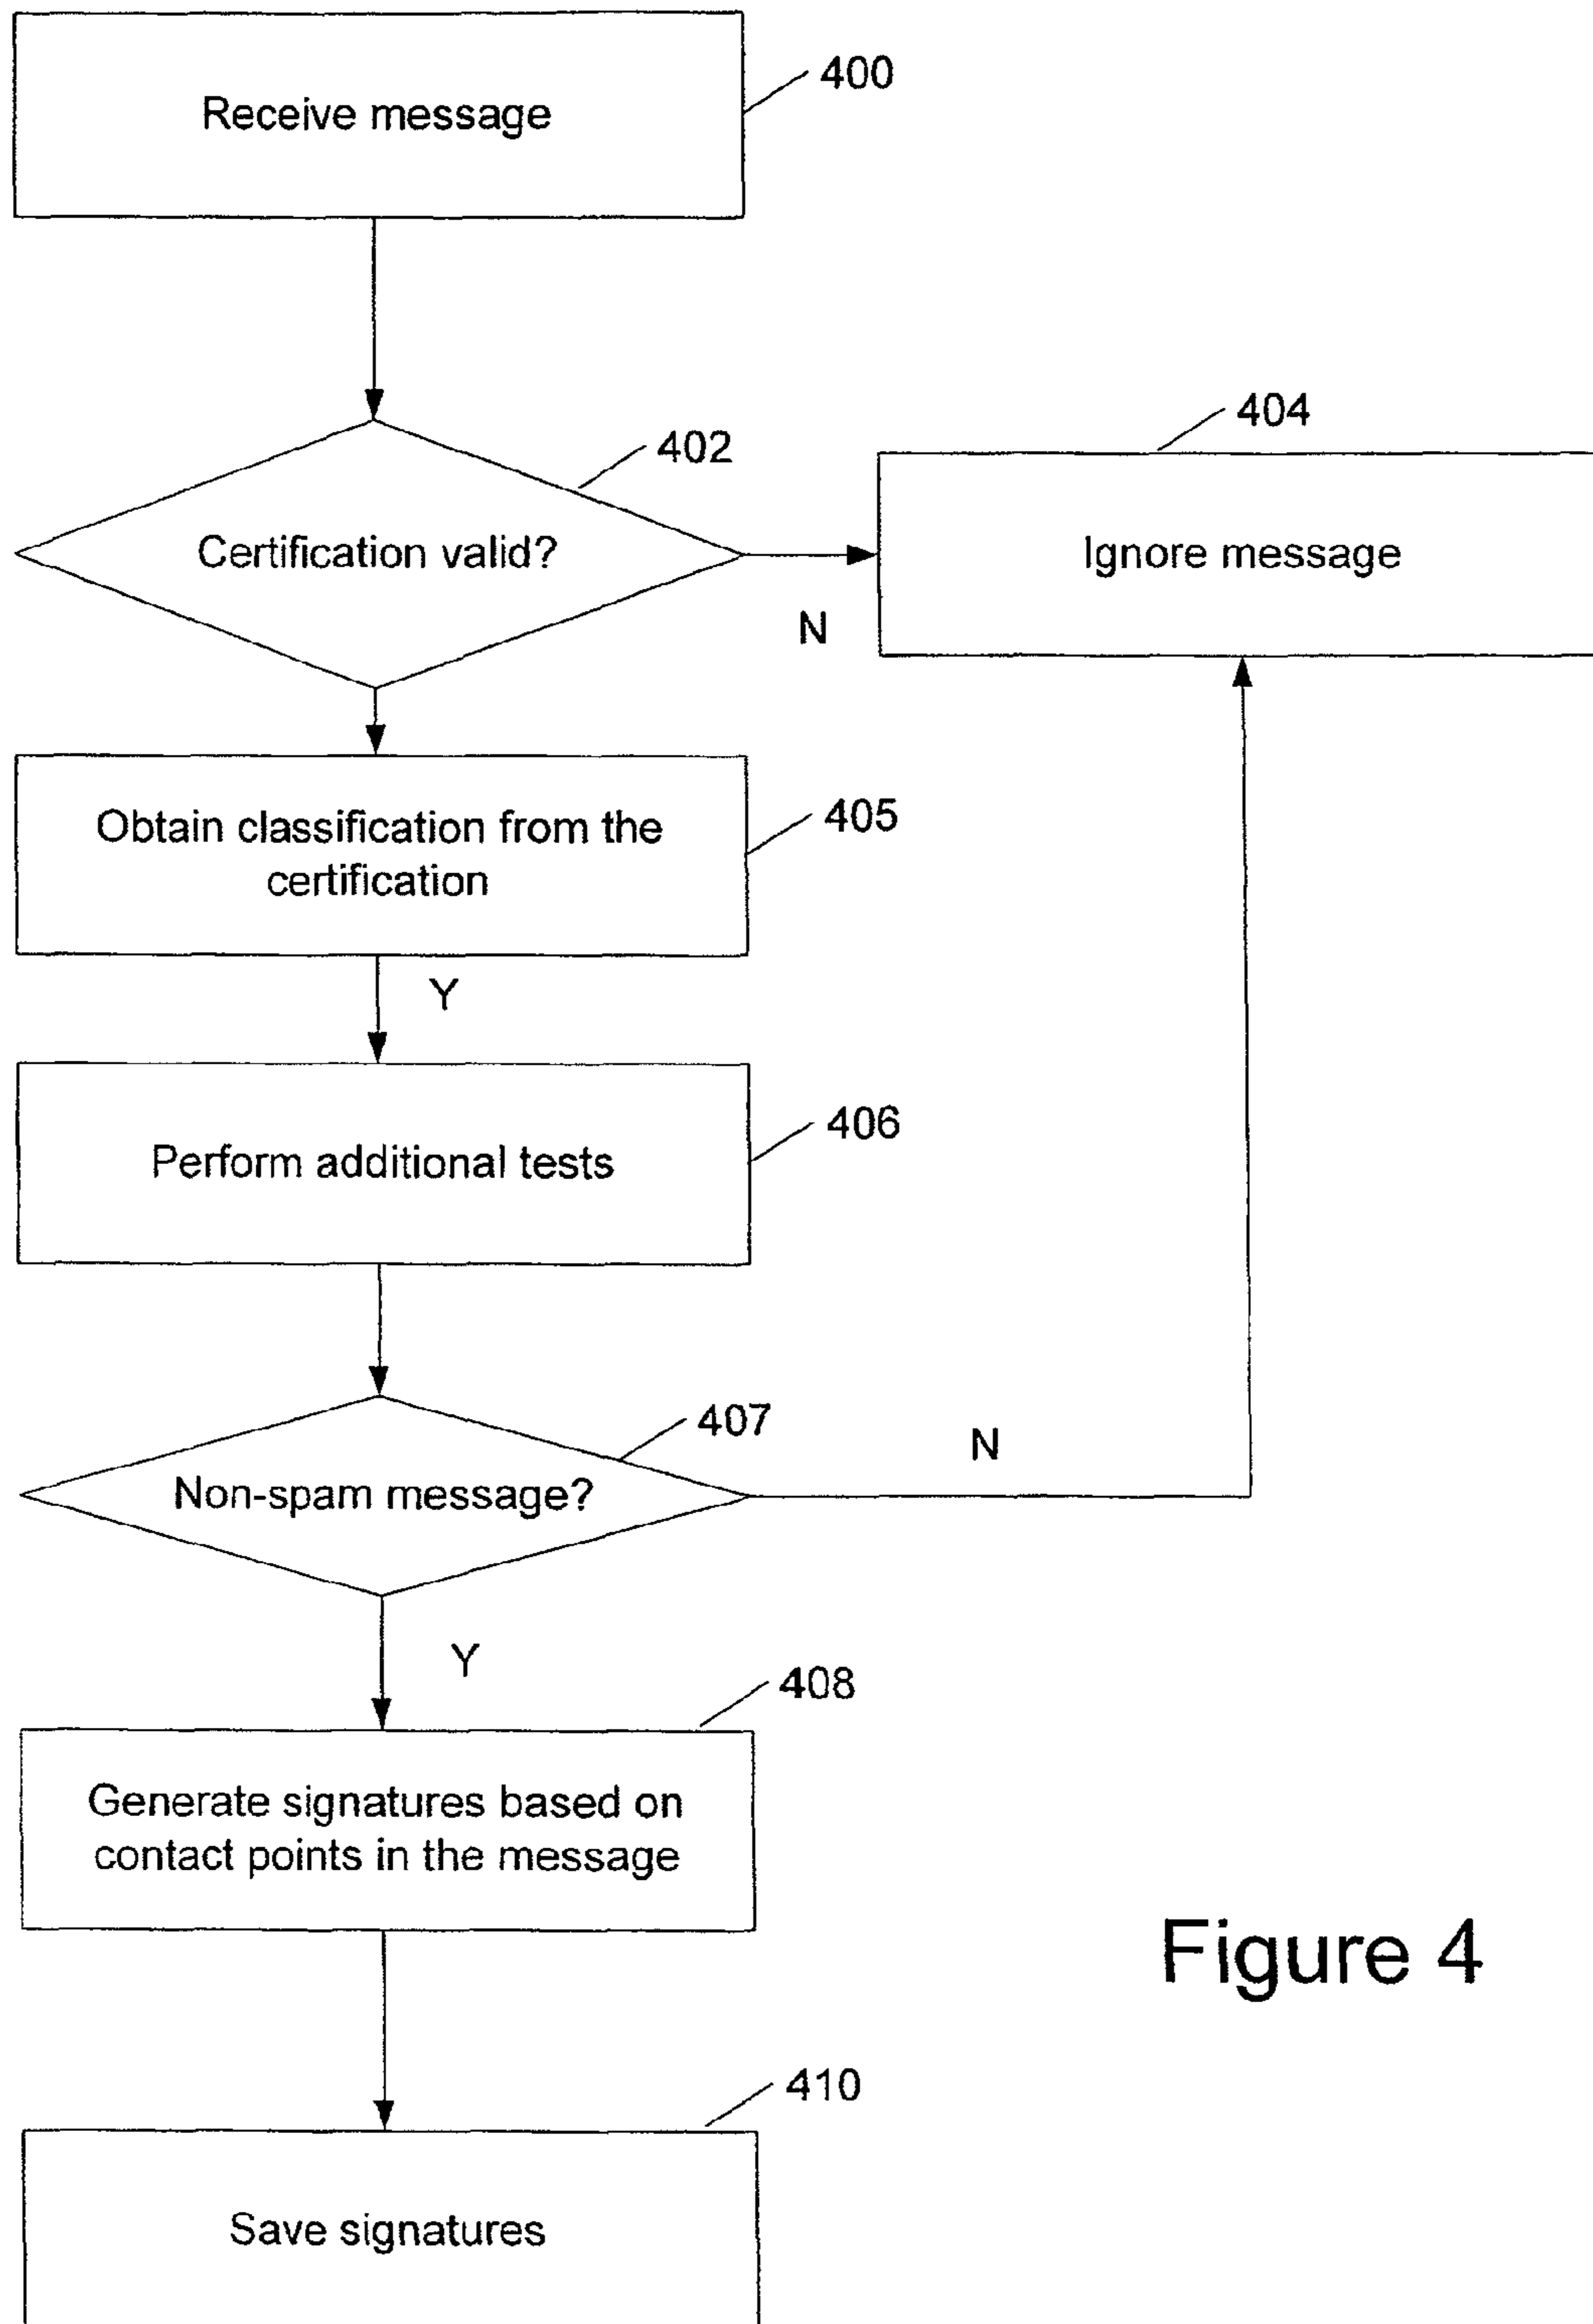 Receive message
400
402
Certification valid?
N
404
Ignore message
Obtain classification from the
certification
405
Y
Perform additional tests
406
407
Non-spam message?
N
Y
408
Generate signatures based on
contact points in the message
410
Save signatures
Figure 4